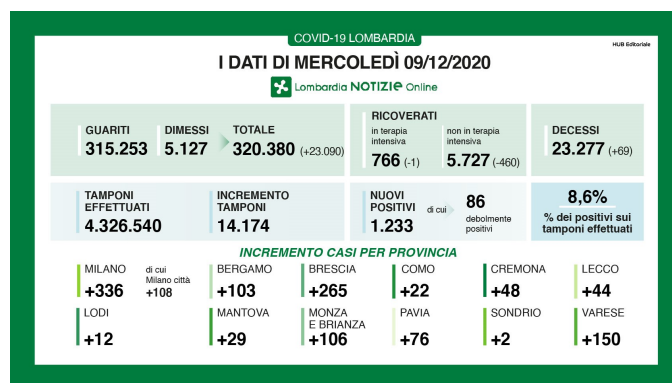 COVID-19 LOMBARDIA
HUB Editoriale
I DATI DI MERCOLEDÌ 09/12/2020
Lombardia NOTIZIE Online
GUARITI
315.253
DIMESSI
5.127
TOTALE
320.380 (+23.090)
RICOVERATI
in terapia
intensiva
766 (-1)
non in terapia
intensiva
5.727 (-460)
DECESSI
23.277 (+69)
TAMPONI
EFFETTUATI
4.326.540
INCREMENTO
TAMPONI
14.174
NUOVI
POSITIVI
1.233
di cui
86
debolmente
positivi
8,6%
% dei positivi sui
tamponi effettuati
INCREMENTO CASI PER PROVINCIA
MILANO
+336
di cui
Milano città
+108
BERGAMO
+103
BRESCIA
+265
COMO
+22
CREMONA
+48
LECCO
+44
LODI
+12
MANTOVA
+29
MONZA
E BRIANZA
+106
PAVIA
+76
SONDRIO
+2
VARESE
+150